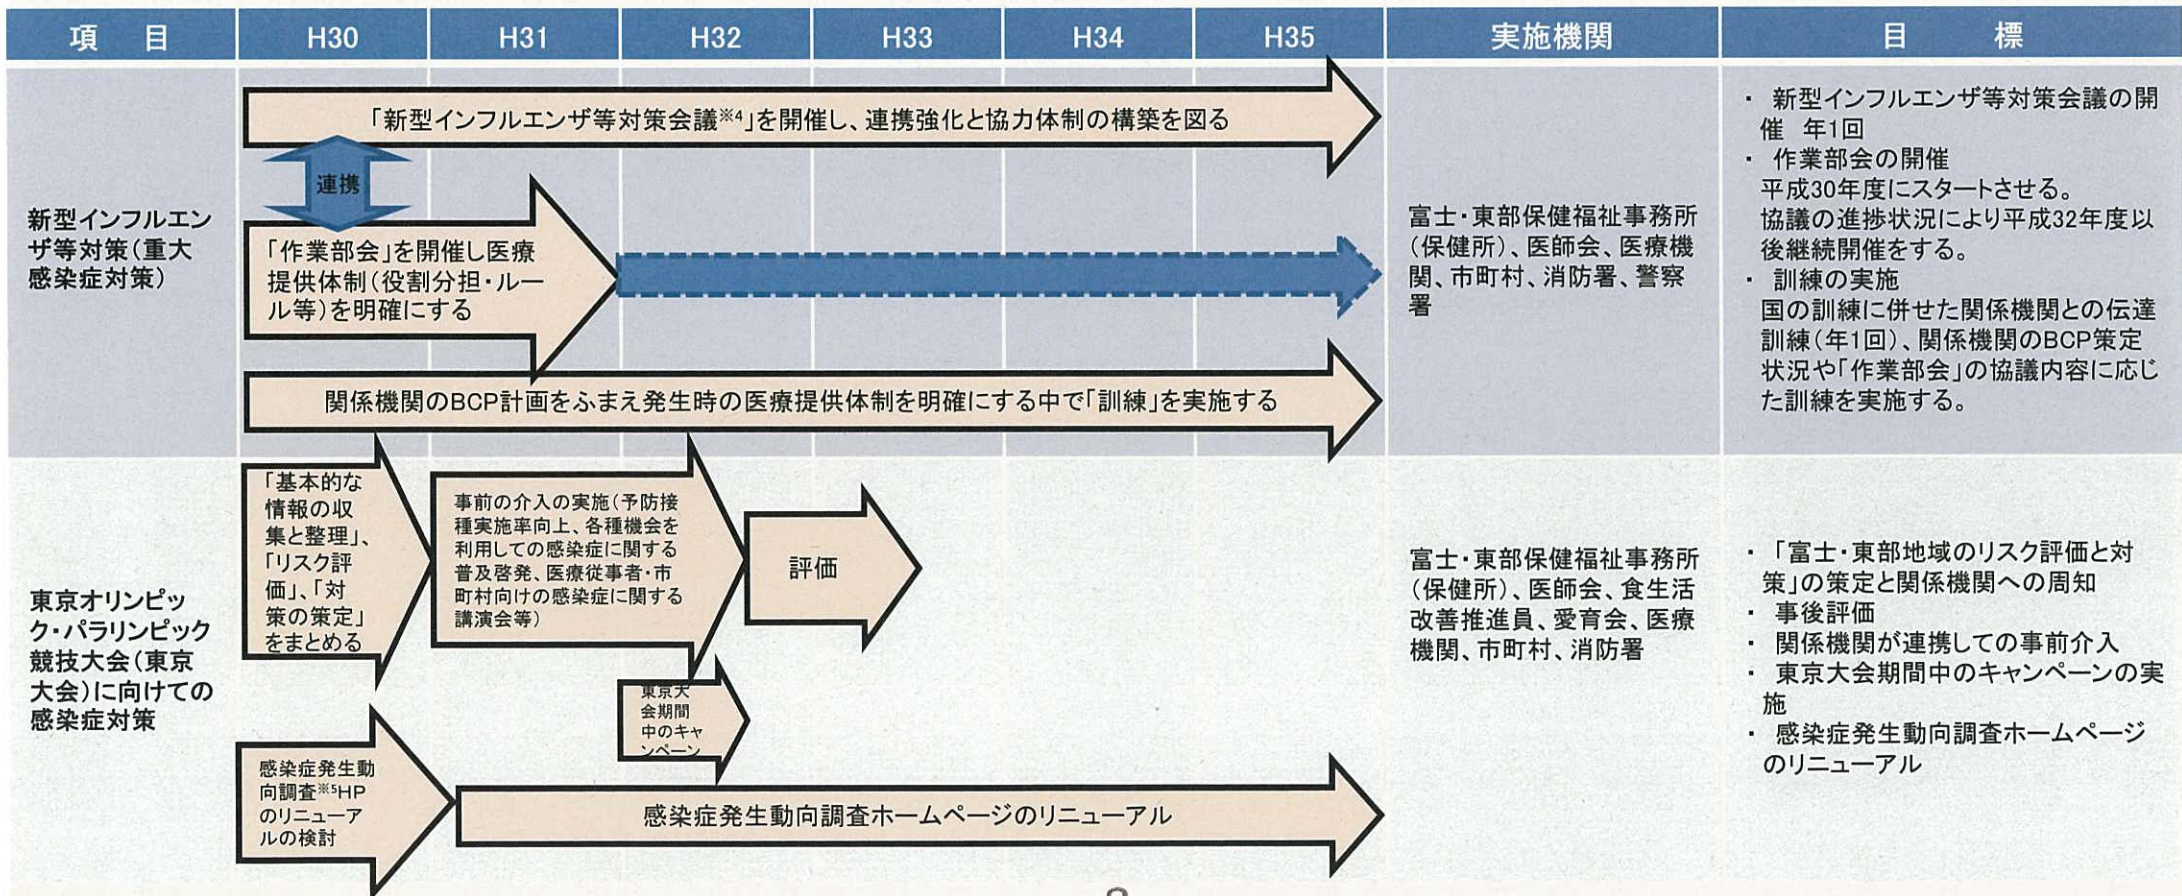 項 目 H30 H31 H32 H33 H34 H35 実施機関 目 標
新型インフルエン
ザ等対策(重大
感染症対策)
「新型インフルエンザ等対策会議※4」を開催し、連携強化と協力体制の構築を図る
連携
「作業部会」を開催し医療
提供体制(役割分担・ルー
ル等)を明確にする
関係機関のBCP計画をふまえ発生時の医療提供体制を明確にする中で「訓練」を実施する
富士・東部保健福祉事務所
(保健所)、医師会、医療機
関、市町村、消防署、警察
署
・ 新型インフルエンザ等対策会議の開
催 年1回
・ 作業部会の開催
平成30年度にスタートさせる。
協議の進捗状況により平成32年度以
後継続開催をする。
・ 訓練の実施
国の訓練に併せた関係機関との伝達
訓練(年1回)、関係機関のBCP策定
状況や「作業部会」の協議内容に応じ
た訓練を実施する。
東京オリンピッ
ク・パラリンピック
競技大会(東京
大会)に向けての
感染症対策
「基本的な
情報の収
集と整理」、
「リスク評
価」、「対
策の策定」
をまとめる
事前の介入の実施(予防接
種実施率向上、各種機会を
利用しての感染症に関する
普及啓発、医療従事者・市
町村向けの感染症に関する
講演会等)
評価
東京大
会期間
中のキャ
ンペーン
感染症発生動
向調査※5HP
のリニューア
ルの検討
感染症発生動向調査ホームページのリニューアル
富士・東部保健福祉事務所
(保健所)、医師会、食生活
改善推進員、愛育会、医療
機関、市町村、消防署
・ 「富士・東部地域のリスク評価と対
策」の策定と関係機関への周知
・ 事後評価
・ 関係機関が連携しての事前介入
・ 東京大会期間中のキャンペーンの実
施
・ 感染症発生動向調査ホームページ
のリニューアル